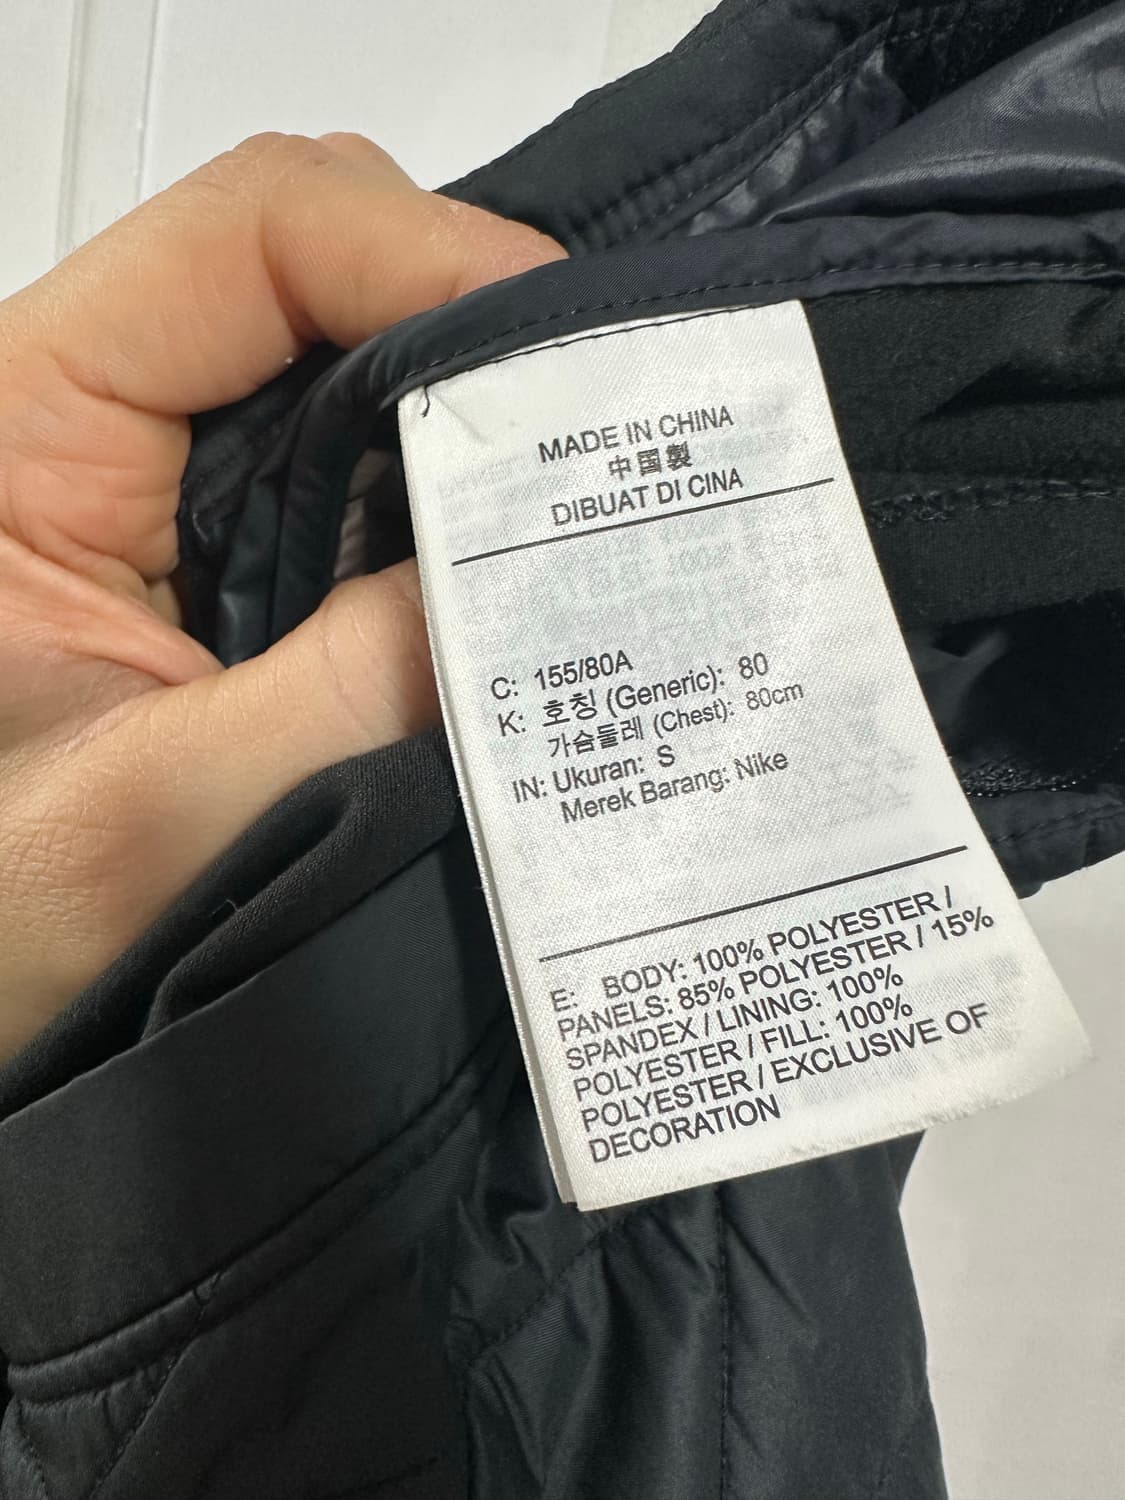 MADE IN CHINA
中国製
DIBUAT DI CINA
C: 155/80A
K: 호칭 (Generic): 80
가슴둘레 (Chest): 80cm
IN: Ukuran: S
Merek Barang: Nike
E: BODY: 100% POLYESTER /
PANELS: 85% POLYESTER / 15%
SPANDEX / LINING: 100%
POLYESTER / FILL: 100%
POLYESTER / EXCLUSIVE OF
DECORATION